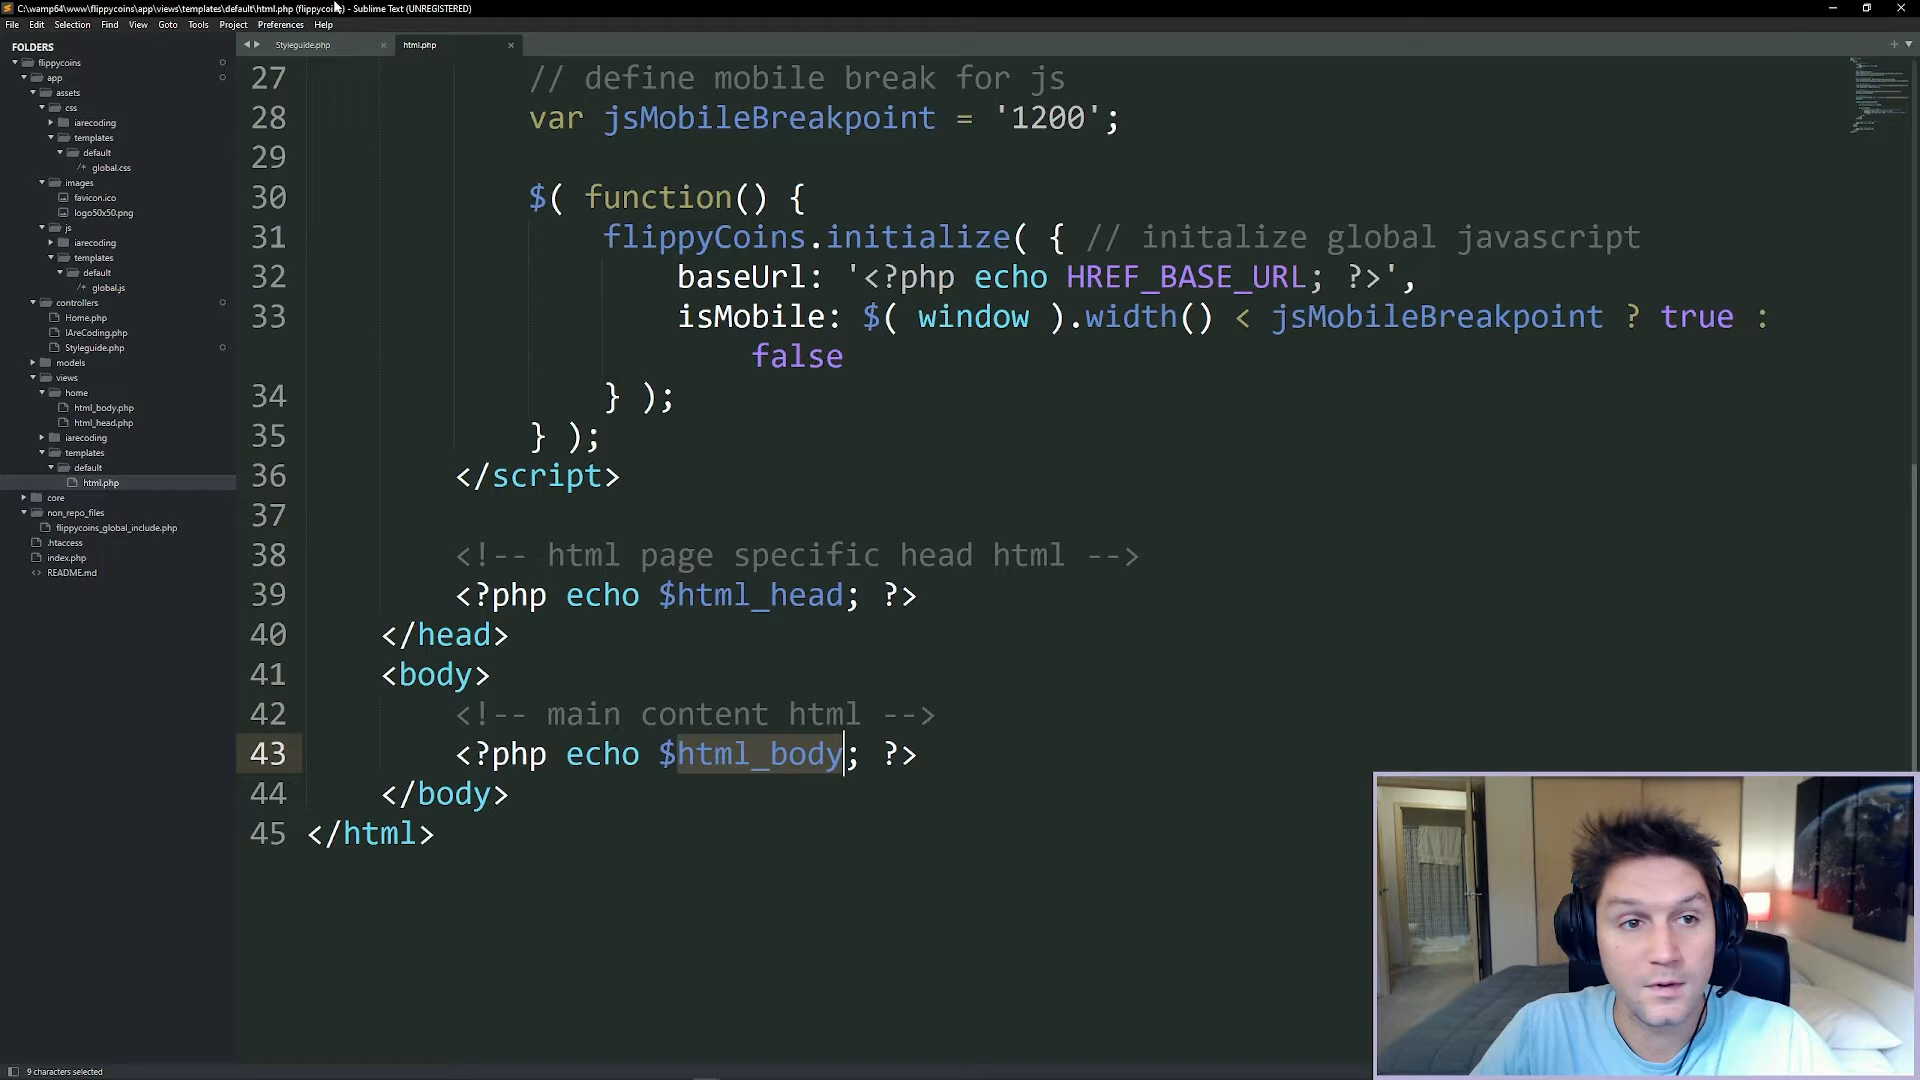 C:\wamp64\www\flippycoins\app\views\templates\default\html.php (flippycoins) - Sublime Text (UNREGISTERED)
File Edit Selection Find View Goto Tools Project Preferences Help
FOLDERS
flippycoins
app
assets
css
iarecoding
templates
default
/* global.css
images
favicon.ico
logo50x50.png
js
iarecoding
templates
default
/* global.js
controllers
Home.php
IAreCoding.php
Styleguide.php
models
views
home
html_body.php
html_head.php
iarecoding
templates
default
html.php
core
non_repo_files
flippycoins_global_include.php
.htaccess
index.php
<> README.md
Styleguide.php
html.php
27 // define mobile break for js
28 var jsMobileBreakpoint = '1200';
29
30 $( function() {
31 flippyCoins.initialize( { // initalize global javascript
32 baseUrl: '<?php echo HREF_BASE_URL; ?>',
33 isMobile: $( window ).width() < jsMobileBreakpoint ? true :
false
34 } );
35 } );
36 </script>
37
38 <!-- html page specific head html -->
39 <?php echo $html_head; ?>
40 </head>
41 <body>
42 <!-- main content html -->
43 <?php echo $html_body; ?>
44 </body>
45 </html>
9 characters selected